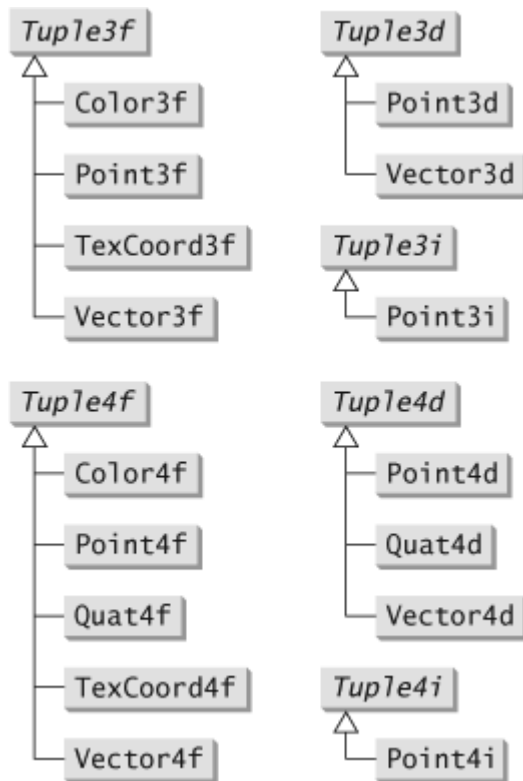 Tuple3f
Color3f
Point3f
TexCoord3f
Vector3f
Tuple3d
Point3d
Vector3d
Tuple3i
Point3i
Tuple4f
Color4f
Point4f
Quat4f
TexCoord4f
Vector4f
Tuple4d
Point4d
Quat4d
Vector4d
Tuple4i
Point4i